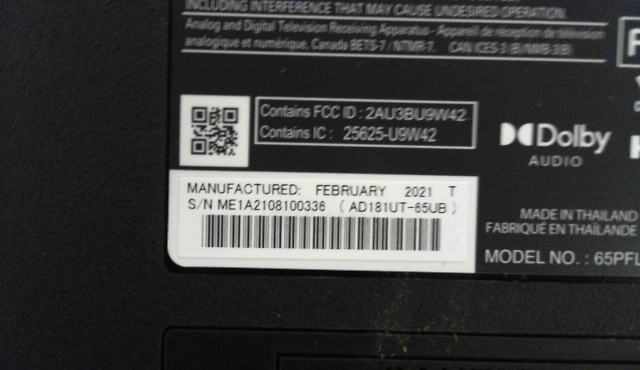 INCLUDING INTERFERENCE THAT MAY CAUSE UNDESIRED OPERATION.
Analog and Digital Television Receiving Apparatus - Appareil de réception de télévision
analogique et numérique, Canada BETS-7 / NTMR-7. CAN ICES-3 (B)/NMB-3(B)
Contains FCC ID : 2AU3BU9W42
Contains IC : 25625-U9W42
Dolby
AUDIO
MANUFACTURED: FEBRUARY 2021 T
S/N ME1A2108100336 ( AD181UT-65UB )
MADE IN THAILAND
FABRIQUÉ EN THAÏLANDE
MODEL NO. : 65PFL